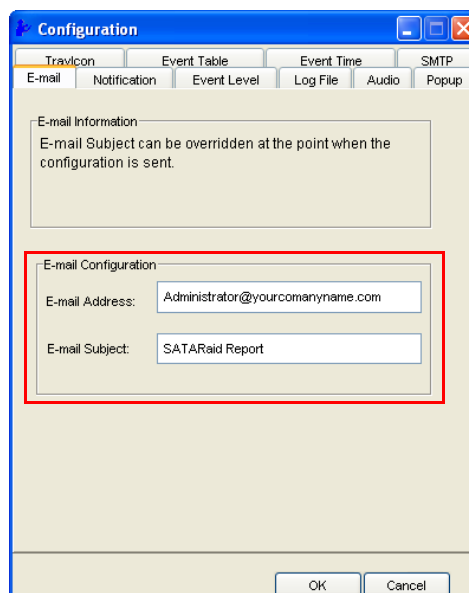 Configuration
TrayIcon Event Table Event Time SMTP
E-mail Notification Event Level Log File Audio Popup
E-mail Information
E-mail Subject can be overridden at the point when the
configuration is sent.
E-mail Configuration
E-mail Address: Administrator@yourcomanyname.com
E-mail Subject: SATARaid Report
OK Cancel